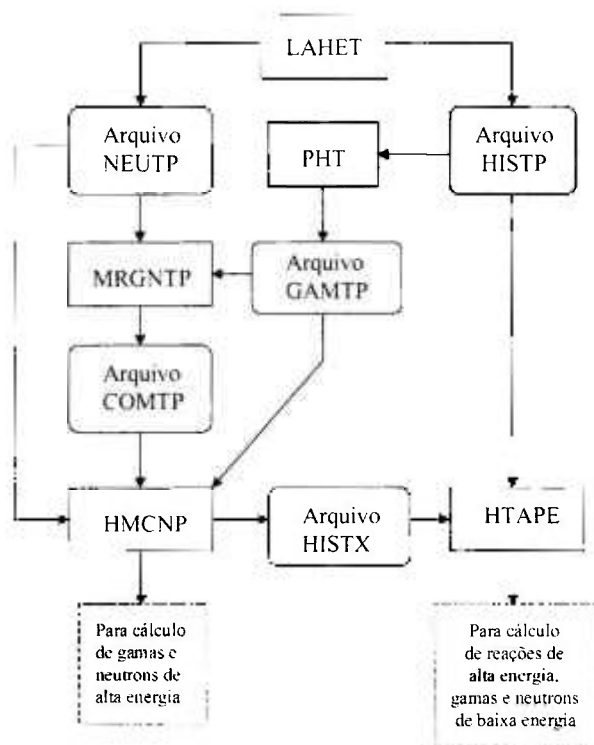 LAHET
Arquivo
NEUTP
PHT
Arquivo
HISTP
MRGNTP
Arquivo
GAMTP
Arquivo
COMTP
HMCNP
Arquivo
HISTX
HTAPE
Para cálculo
de gamas e
neutrons de
alta energia
Para cálculo
de reações de
alta energia,
gamas e neutrons
de baixa energia